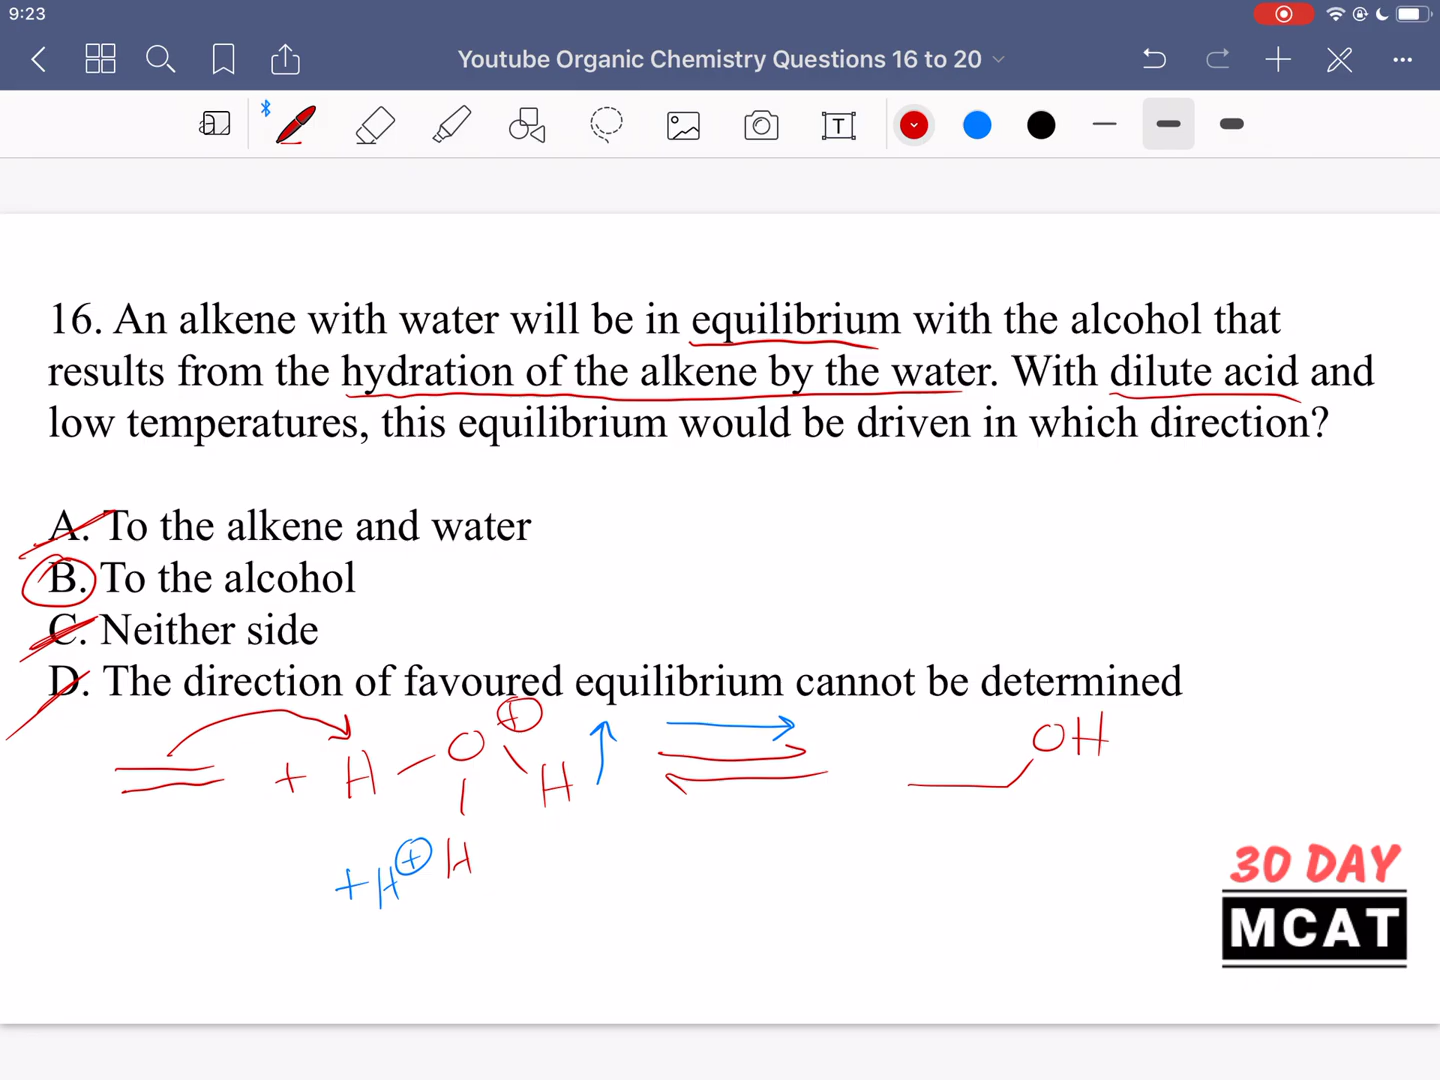 9:23
Youtube Organic Chemistry Questions 16 to 20
T
16. An alkene with water will be in equilibrium with the alcohol that
results from the hydration of the alkene by the water. With dilute acid and
low temperatures, this equilibrium would be driven in which direction?
A. To the alkene and water
B. To the alcohol
C. Neither side
D. The direction of favoured equilibrium cannot be determined
+ H O + H OH
H
+ H +
30 DAY
MCAT